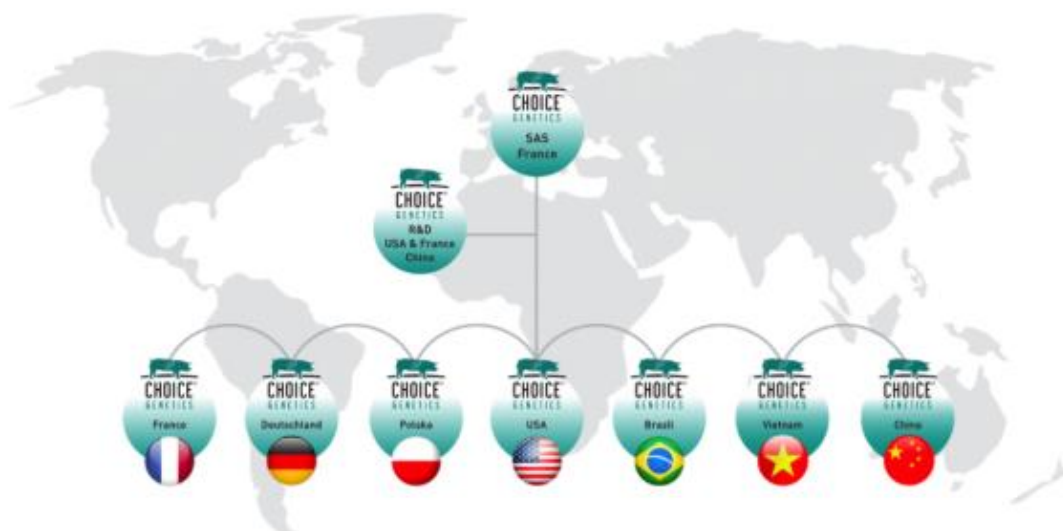 CHOICE
GENETICS
SAS
France
CHOICE
GENETICS
R&D
USA & France
China
CHOICE
GENETICS
France
CHOICE
GENETICS
Deutschland
CHOICE
GENETICS
Polska
CHOICE
GENETICS
USA
CHOICE
GENETICS
Brazil
CHOICE
GENETICS
Vietnam
CHOICE
GENETICS
China